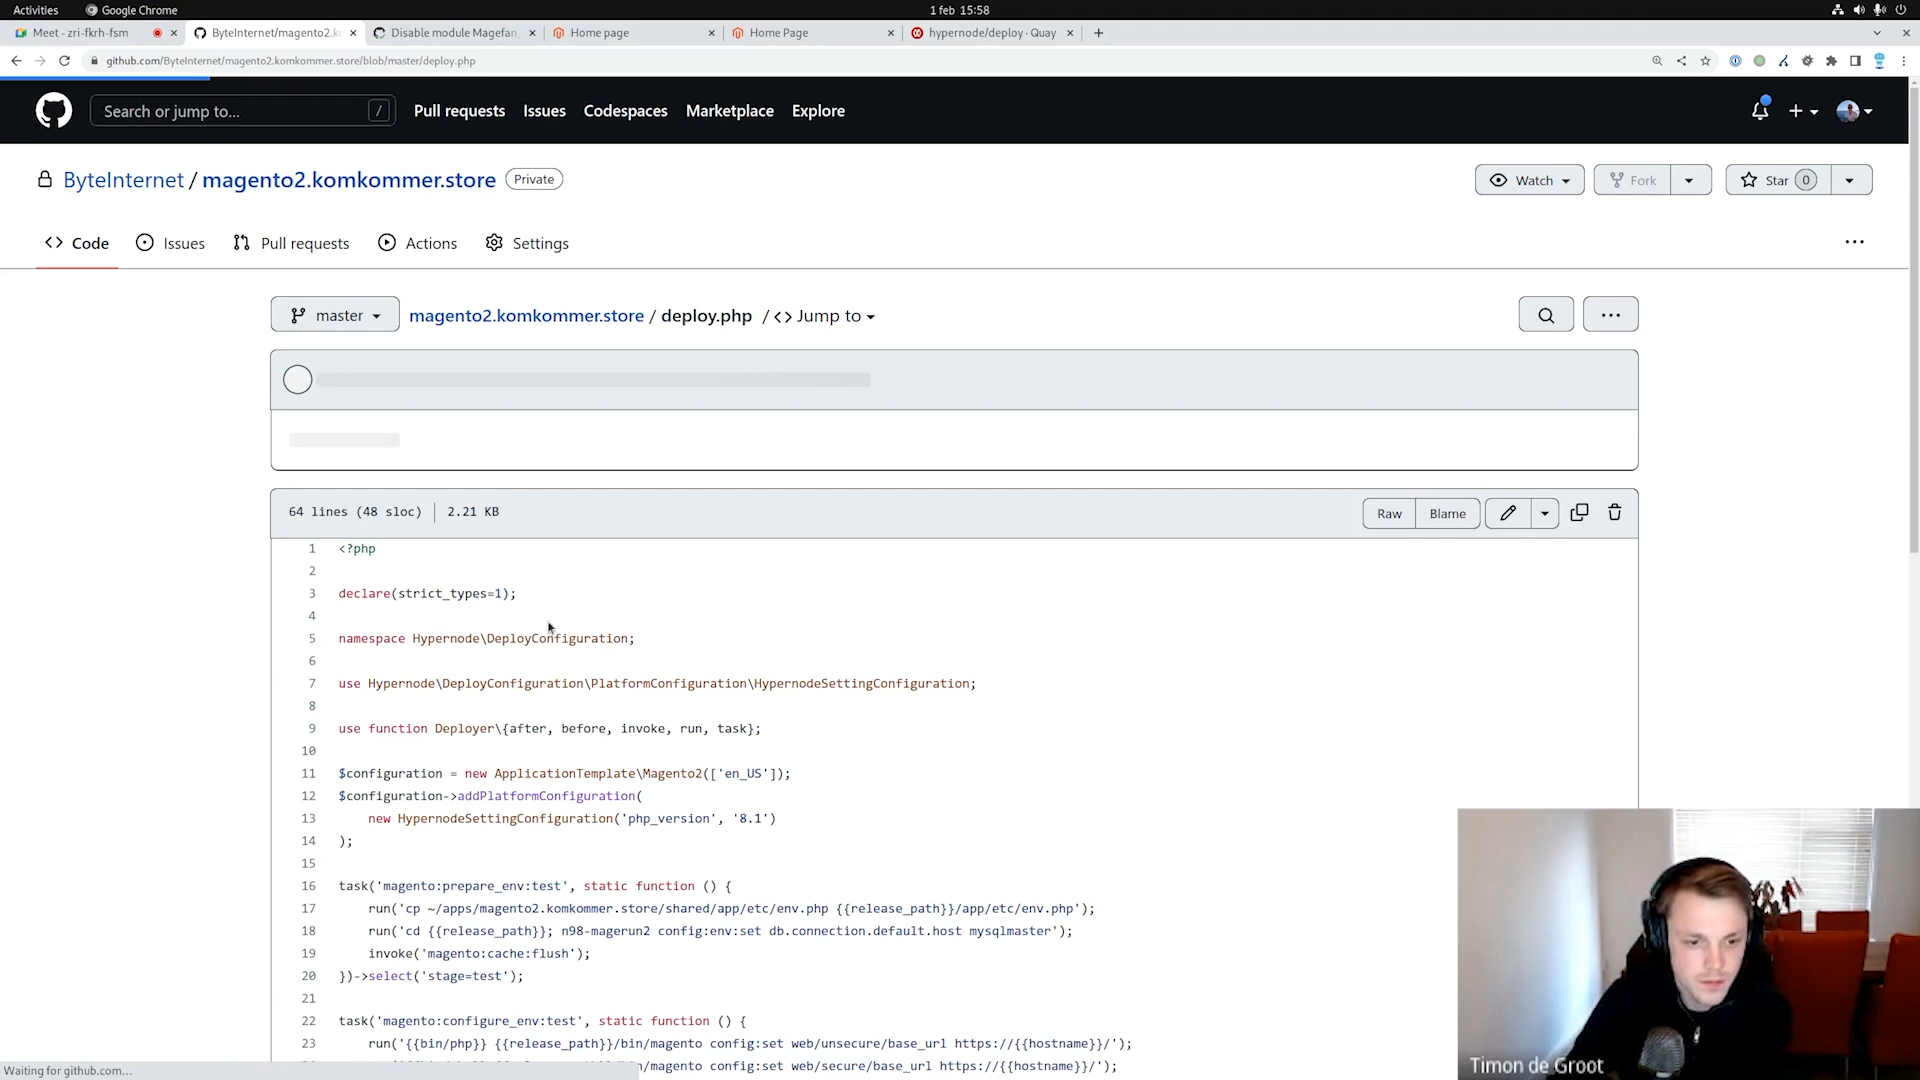 Activities
Google Chrome
1 feb 15:58
Meet - zri-fkrh-fsm
ByteInternet/magento2.k
Disable module Magefan
Home page
Home Page
hypernode/deploy · Quay
github.com/ByteInternet/magento2.komkommer.store/blob/master/deploy.php
Search or jump to...
/
Pull requests
Issues
Codespaces
Marketplace
Explore
ByteInternet / magento2.komkommer.store
Private
Watch
Fork
Star 0
Code
Issues
Pull requests
Actions
Settings
master
magento2.komkommer.store / deploy.php / <> Jump to
64 lines (48 sloc)
2.21 KB
Raw
Blame
1 <?php
2
3 declare(strict_types=1);
4
5 namespace Hypernode\DeployConfiguration;
6
7 use Hypernode\DeployConfiguration\PlatformConfiguration\HypernodeSettingConfiguration;
8
9 use function Deployer\{after, before, invoke, run, task};
10
11 $configuration = new ApplicationTemplate\Magento2(['en_US']);
12 $configuration->addPlatformConfiguration(
13 new HypernodeSettingConfiguration('php_version', '8.1')
14 );
15
16 task('magento:prepare_env:test', static function () {
17 run('cp ~/apps/magento2.komkommer.store/shared/app/etc/env.php {{release_path}}/app/etc/env.php');
18 run('cd {{release_path}}; n98-magerun2 config:env:set db.connection.default.host mysqlmaster');
19 invoke('magento:cache:flush');
20 })->select('stage=test');
21
22 task('magento:configure_env:test', static function () {
23 run('{{bin/php}} {{release_path}}/bin/magento config:set web/unsecure/base_url https://{{hostname}}/');
/magento config:set web/secure/base_url https://{{hostname}}/');
Waiting for github.com...
Timon de Groot